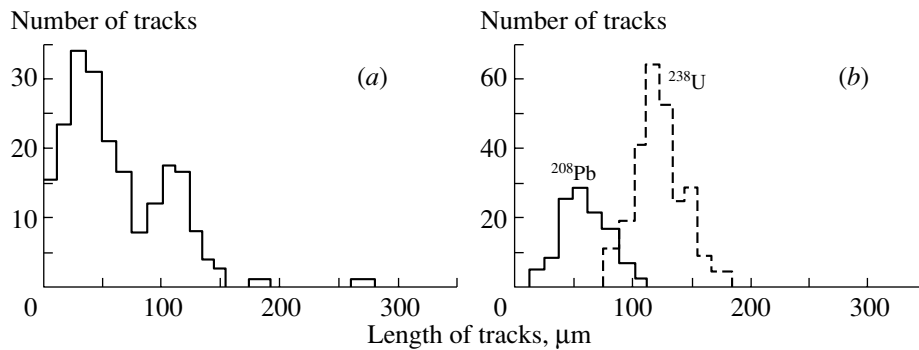 Number of tracks
30
20
10
0
100
200
300
(a)
Number of tracks
60
40
20
0
100
200
300
(b)
²⁰⁸Pb
²³⁸U
Length of tracks, μm